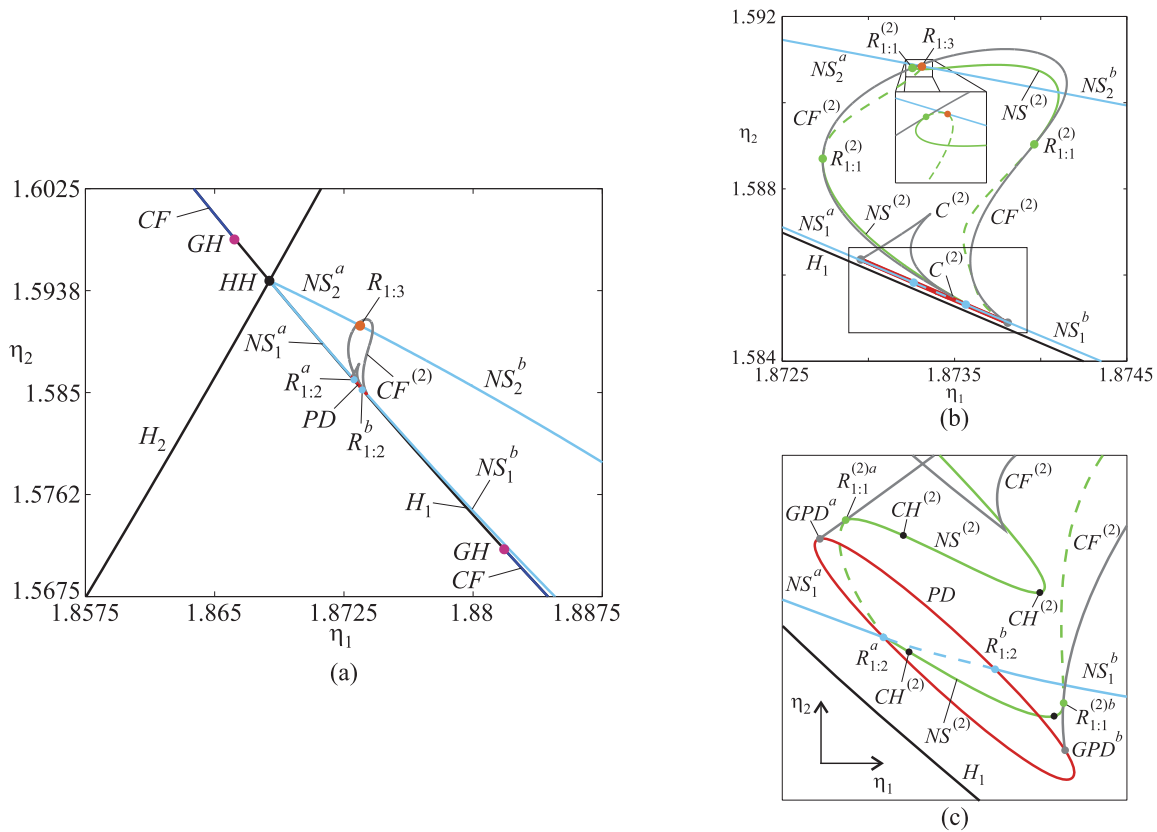 1.6025
CF
GH
HH
1.5938
NS₂ᵃ
R₁:₃
η₂
NS₁ᵃ
R₁:₂ᵃ
CF⁽²⁾
NS₂ᵇ
1.585
PD
R₁:₂ᵇ
H₂
NS₁ᵇ
1.5762
H₁
GH
CF
1.5675
1.8575
1.865
1.8725
1.88
1.8875
η₁
(a)
1.592
R₁:₁⁽²⁾
R₁:₃
NS₂ᵃ
NS₂ᵇ
CF⁽²⁾
NS⁽²⁾
η₂
R₁:₁⁽²⁾
R₁:₁⁽²⁾
1.588
NS⁽²⁾
C⁽²⁾
CF⁽²⁾
NS₁ᵃ
H₁
C⁽²⁾
NS₁ᵇ
1.584
1.8725
1.8735
1.8745
η₁
(b)
R₁:₁⁽²⁾ᵃ
CF⁽²⁾
GPDᵃ
CH⁽²⁾
NS⁽²⁾
CF⁽²⁾
NS₁ᵃ
PD
CH⁽²⁾
R₁:₂ᵃ
R₁:₂ᵇ
NS₁ᵇ
CH⁽²⁾
R₁:₁⁽²⁾ᵇ
NS⁽²⁾
GPDᵇ
η₂
η₁
H₁
(c)